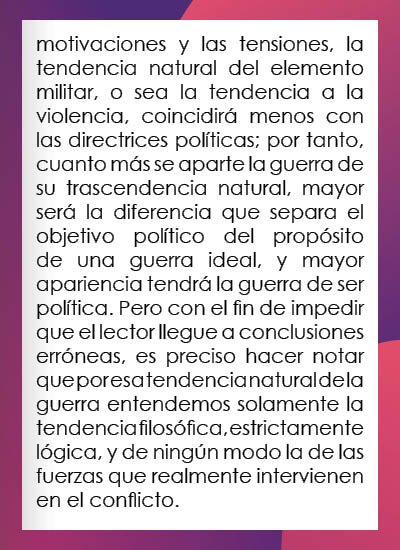 motivaciones y las tensiones, la
tendencia natural del elemento
militar, o sea la tendencia a la
violencia, coincidirá menos con
las directrices políticas; por tanto,
cuanto más se aparte la guerra de
su trascendencia natural, mayor
será la diferencia que separa el
objetivo político del propósito
de una guerra ideal, y mayor
apariencia tendrá la guerra de ser
política. Pero con el fin de impedir
que el lector llegue a conclusiones
erróneas, es preciso hacer notar
que por esa tendencia natural de la
guerra entendemos solamente la
tendencia filosófica, estrictamente
lógica, y de ningún modo la de las
fuerzas que realmente intervienen
en el conflicto.